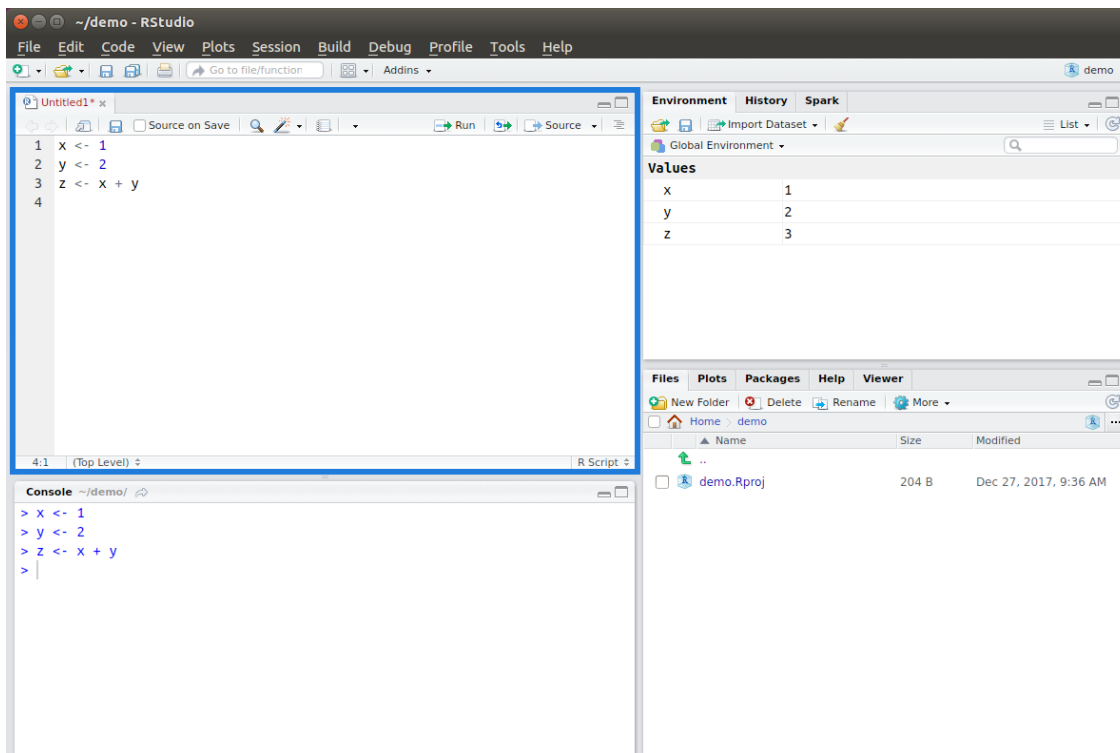 ~/demo - RStudio
File Edit Code View Plots Session Build Debug Profile Tools Help
Go to file/function Addins demo
Untitled1* x
Source on Save Run Source
1 x <- 1
2 y <- 2
3 z <- x + y
4
4:1 (Top Level) R Script
Console ~/demo/
> x <- 1
> y <- 2
> z <- x + y
>
Environment History Spark
Import Dataset List
Global Environment
Values
x 1
y 2
z 3
Files Plots Packages Help Viewer
New Folder Delete Rename More
Home demo
Name Size Modified
..
demo.Rproj 204 B Dec 27, 2017, 9:36 AM